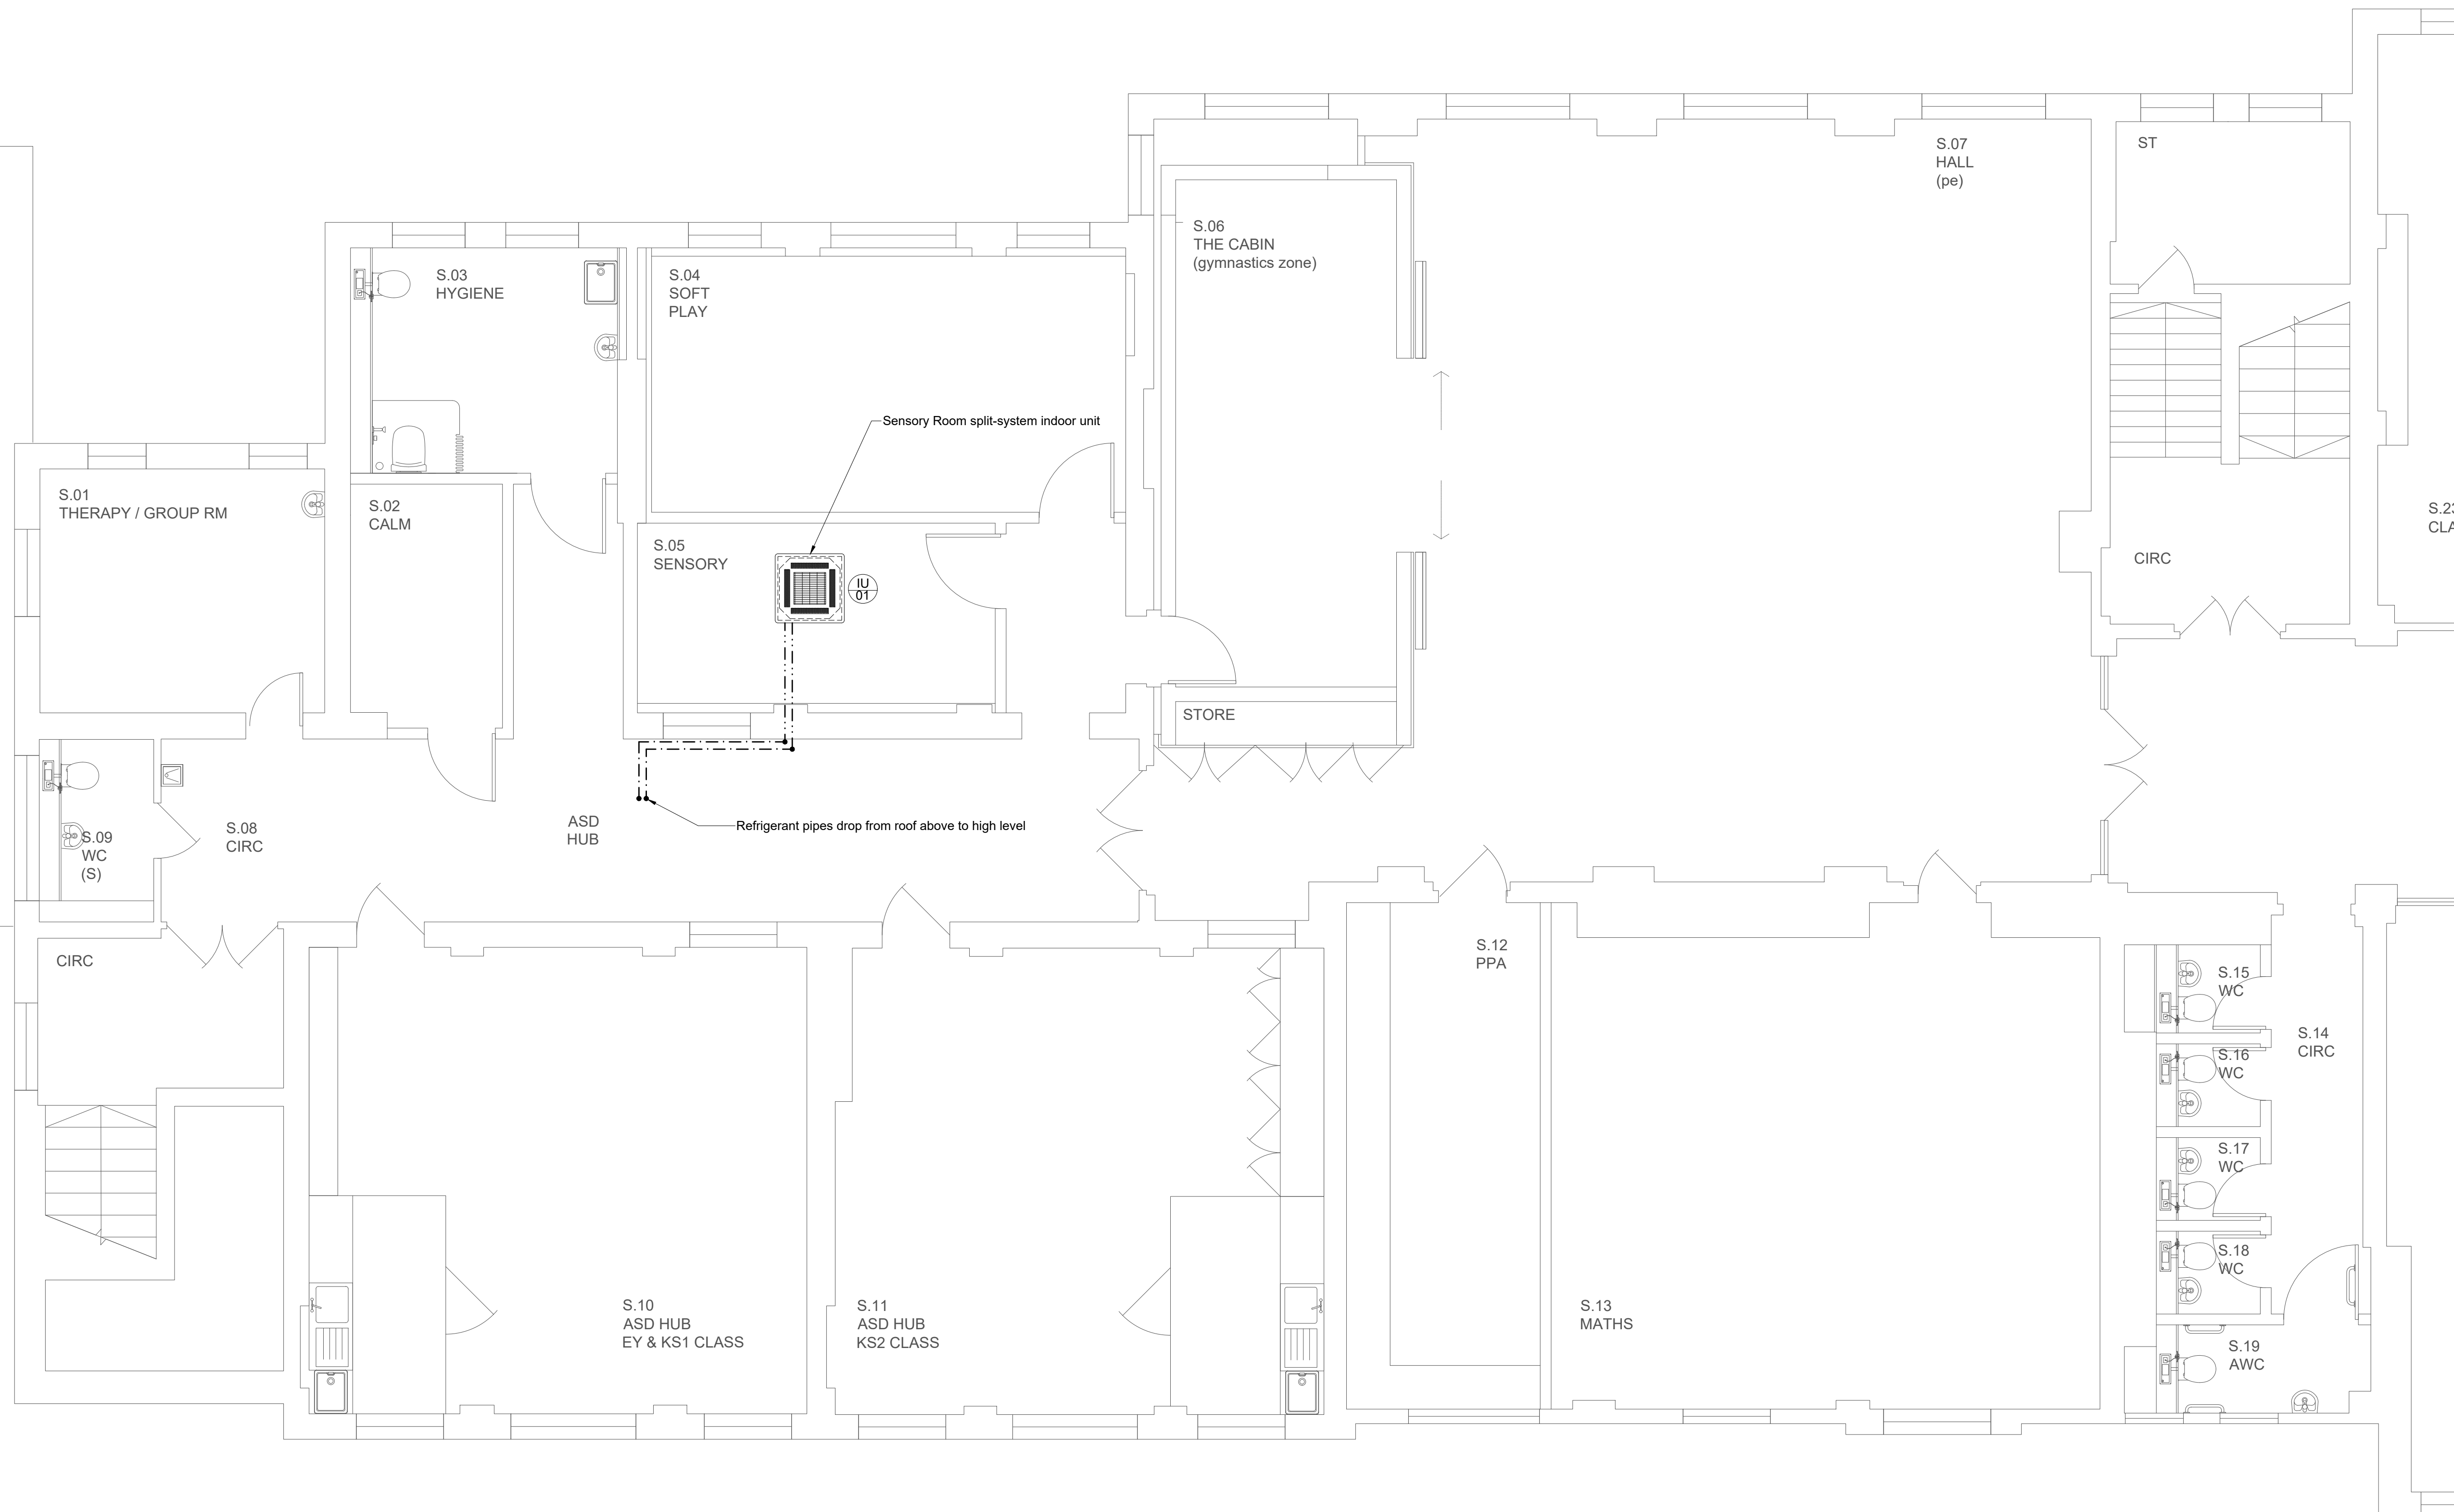 ST
S.07
HALL
(pe)
S.06
THE CABIN
(gymnastics zone)
S.03
HYGIENE
S.04
SOFT
PLAY
Sensory Room split-system indoor unit
S.01
THERAPY / GROUP RM
S.02
CALM
S.05
SENSORY
IU
01
CIRC
S.23
CLA
STORE
S.09
WC
(S)
S.08
CIRC
ASD
HUB
Refrigerant pipes drop from roof above to high level
CIRC
S.12
PPA
S.15
WC
S.14
CIRC
S.16
WC
S.17
WC
S.18
WC
S.10
ASD HUB
EY & KS1 CLASS
S.11
ASD HUB
KS2 CLASS
S.13
MATHS
S.19
AWC